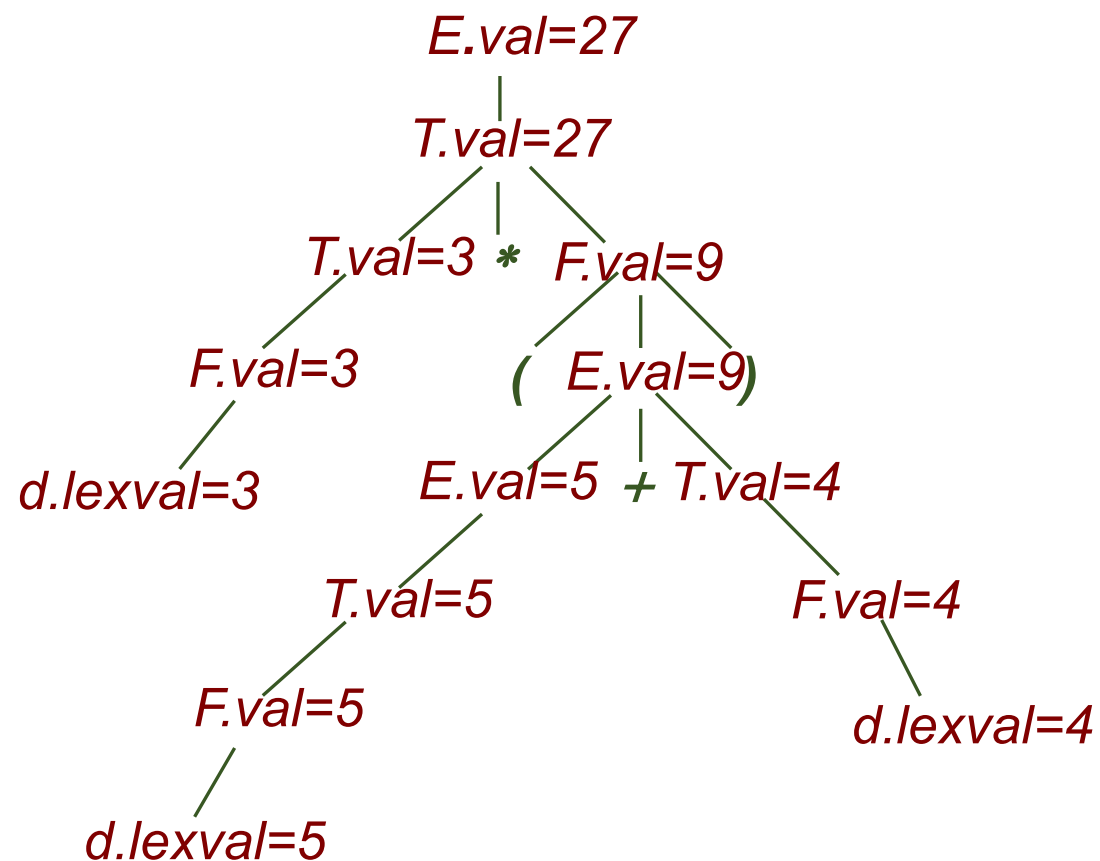 E.val=27
T.val=27
T.val=3 * F.val=9
F.val=3 ( E.val=9 )
d.lexval=3 E.val=5 + T.val=4
T.val=5 F.val=4
F.val=5 d.lexval=4
d.lexval=5